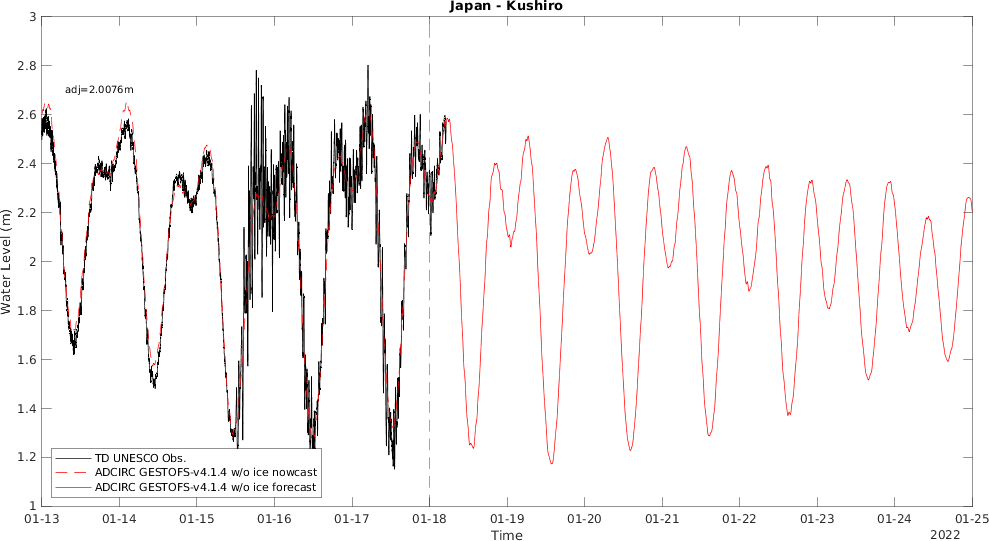 Japan - Kushiro
adj=2.0076m
Water Level (m)
3
2.8
2.6
2.4
2.2
2
1.8
1.6
1.4
1.2
1
TD UNESCO Obs.
ADCIRC GESTOFS-v4.1.4 w/o ice nowcast
ADCIRC GESTOFS-v4.1.4 w/o ice forecast
01-13 01-14 01-15 01-16 01-17 01-18 01-19 01-20 01-21 01-22 01-23 01-24 01-25
Time
2022